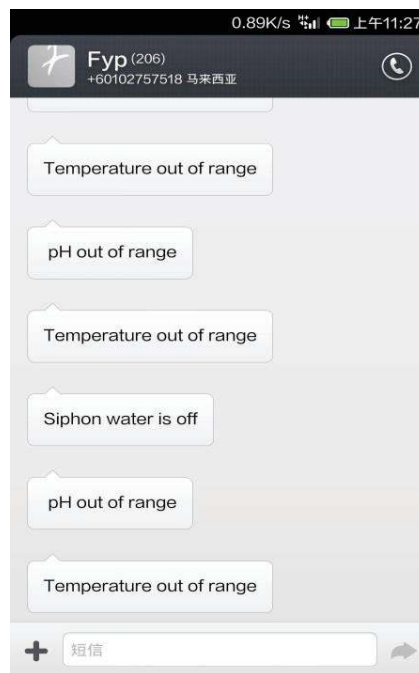 0.89K/s 上午11:27
Fyp (206)
+60102757518 马来西亚
Temperature out of range
pH out of range
Temperature out of range
Siphon water is off
pH out of range
Temperature out of range
短信